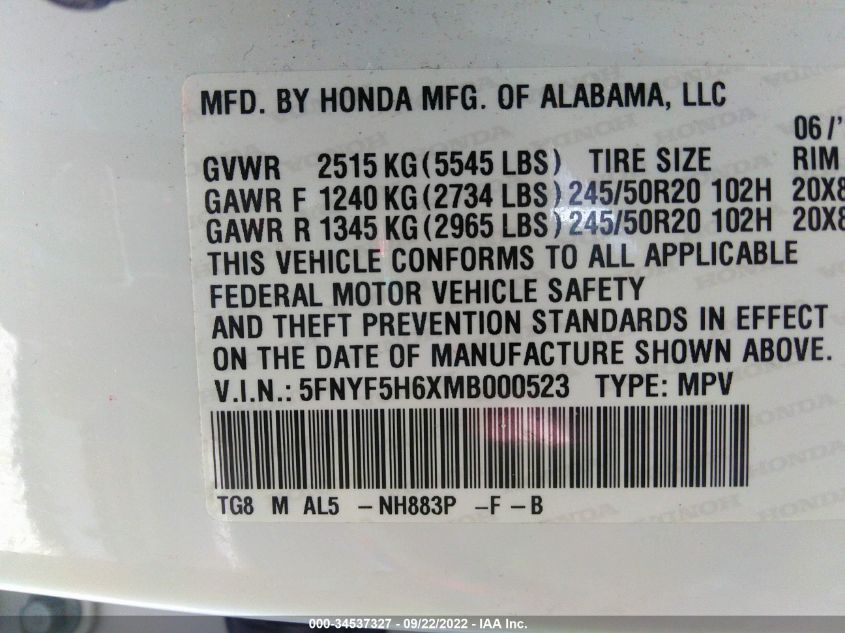 MFD. BY HONDA MFG. OF ALABAMA, LLC
06/'
GVWR 2515 KG (5545 LBS) TIRE SIZE RIM
GAWR F 1240 KG (2734 LBS) 245/50R20 102H 20X8
GAWR R 1345 KG (2965 LBS) 245/50R20 102H 20X8
THIS VEHICLE CONFORMS TO ALL APPLICABLE
FEDERAL MOTOR VEHICLE SAFETY
AND THEFT PREVENTION STANDARDS IN EFFECT
ON THE DATE OF MANUFACTURE SHOWN ABOVE.
V.I.N.: 5FNYF5H6XMB000523 TYPE: MPV
TG8 M AL5 -NH883P -F -B
000-34537327 - 09/22/2022 - IAA Inc.